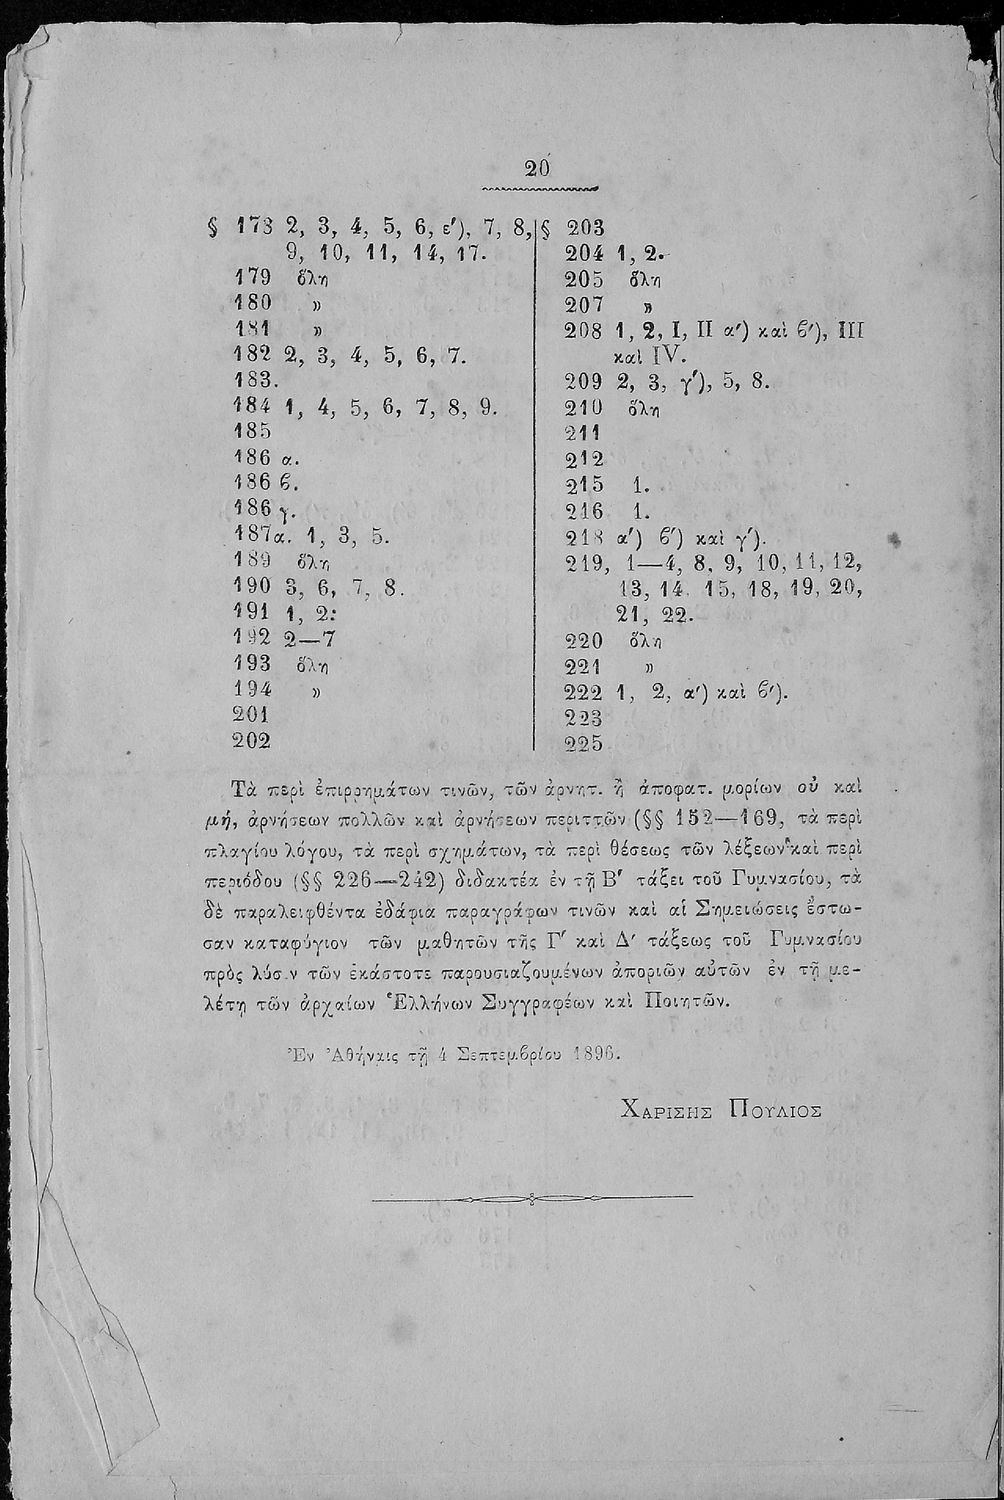 20
§ 178 2, 3, 4, 5, 6, ε'), 7, 8,
9, 10, 11, 14, 17.
179 ὅλη
180 »
181 »
182 2, 3, 4, 5, 6, 7.
183.
184 1, 4, 5, 6, 7, 8, 9.
185
186 α.
186 ϐ.
186 γ.
187α. 1, 3, 5.
189 ὅλη
190 3, 6, 7, 8.
191 1, 2:
192 2—7
193 ὅλη
194 »
201
202
§ 203
204 1, 2.
205 ὅλη
207 »
208 1, 2, I, II α') καὶ ϐ'), III
καὶ IV.
209 2, 3, γ'), 5, 8.
210 ὅλη
211
212
215 1.
216 1.
218 α') ϐ') καὶ γ').
219, 1—4, 8, 9, 10, 11, 12,
13, 14, 15, 18, 19, 20,
21, 22.
220 ὅλη
221 »
222 1, 2, α') καὶ ϐ').
223
225
Τὰ περὶ ἐπιρρημάτων τινῶν, τῶν ἀρνητ. ἢ ἀποφατ. μορίων οὐ καὶ
μή, ἀρνήσεων πολλῶν καὶ ἀρνήσεων περιττῶν (§§ 152—169, τὰ περὶ
πλαγίου λόγου, τὰ περὶ σχημάτων, τὰ περὶ θέσεως τῶν λέξεων καὶ περὶ
περιόδου (§§ 226—242) διδακτέα ἐν τῇ Β' τάξει τοῦ Γυμνασίου, τὰ
δὲ παραλειφθέντα ἐδάφια παραγράφων τινῶν καὶ αἱ Σημειώσεις ἔστω-
σαν καταφύγιον τῶν μαθητῶν τῆς Γ' καὶ Δ' τάξεως τοῦ Γυμνασίου
πρὸς λύσιν τῶν ἑκάστοτε παρουσιαζομένων ἀποριῶν αὐτῶν ἐν τῇ με-
λέτῃ τῶν ἀρχαίων Ἑλλήνων Συγγραφέων καὶ Ποιητῶν.
Ἐν Ἀθήναις τῇ 4 Σεπτεμϐρίου 1896.
ΧΑΡΙΣΗΣ ΠΟΥΛΙΟΣ